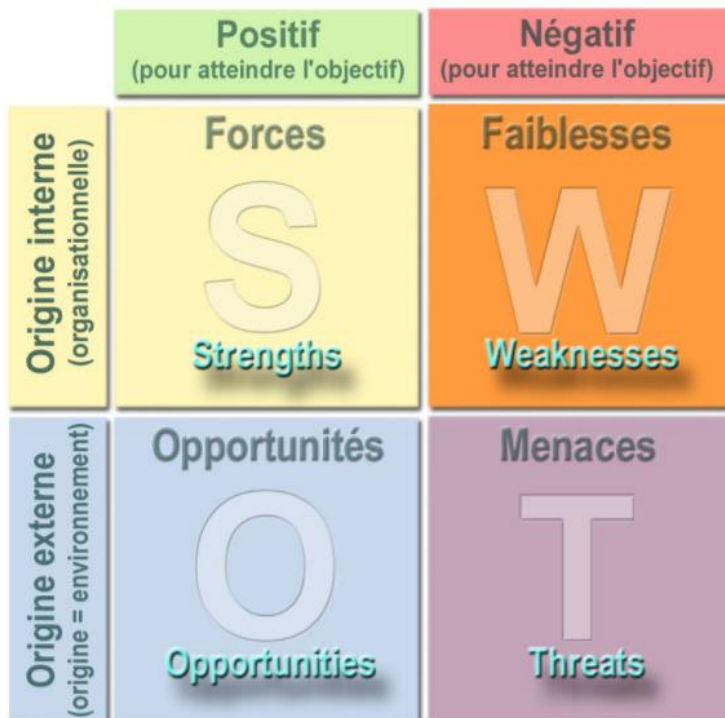 Positif
(pour atteindre l'objectif)
Négatif
(pour atteindre l'objectif)
Origine interne
(organisationnelle)
Forces
S
Strengths
Faiblesses
W
Weaknesses
Origine externe
(origine = environnement)
Opportunités
O
Opportunities
Menaces
T
Threats